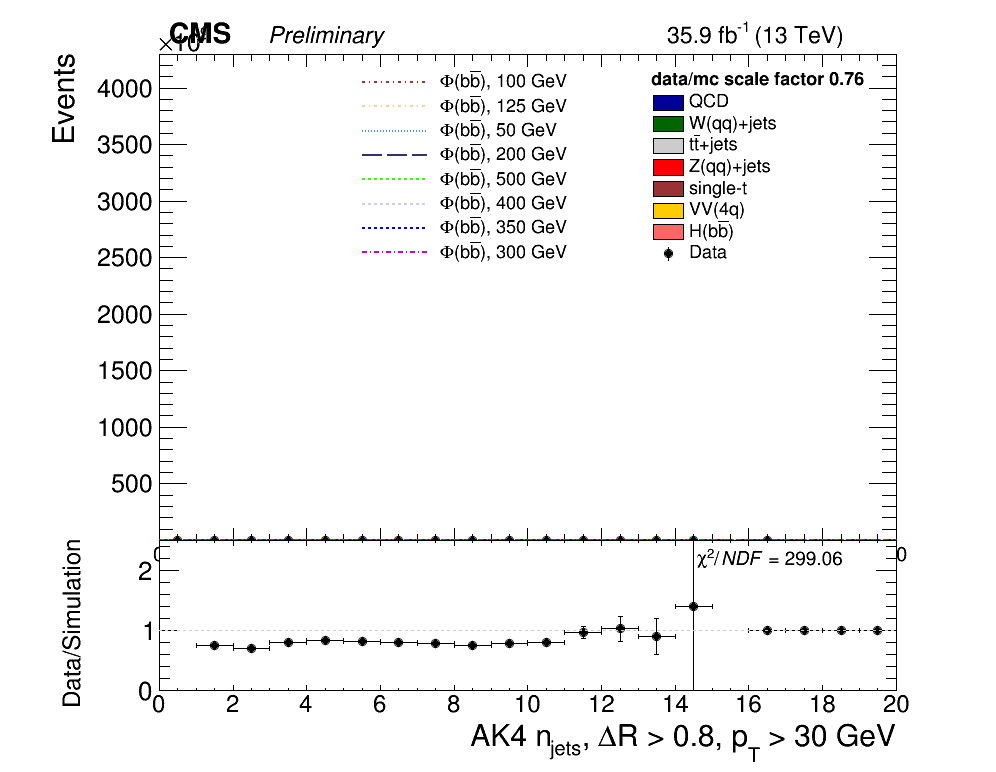 CMS Preliminary 35.9 fb-1 (13 TeV)
Events
4000
3500
3000
2500
2000
1500
1000
500
Φ(bb̅), 100 GeV
Φ(bb̅), 125 GeV
Φ(bb̅), 50 GeV
Φ(bb̅), 200 GeV
Φ(bb̅), 500 GeV
Φ(bb̅), 400 GeV
Φ(bb̅), 350 GeV
Φ(bb̅), 300 GeV
data/mc scale factor 0.76
QCD
W(qq)+jets
tt̅+jets
Z(qq)+jets
single-t
VV(4q)
H(bb̅)
Data
Data/Simulation
2
1
0
χ²/NDF = 299.06
0 2 4 6 8 10 12 14 16 18 20
AK4 njets, ΔR > 0.8, pT > 30 GeV